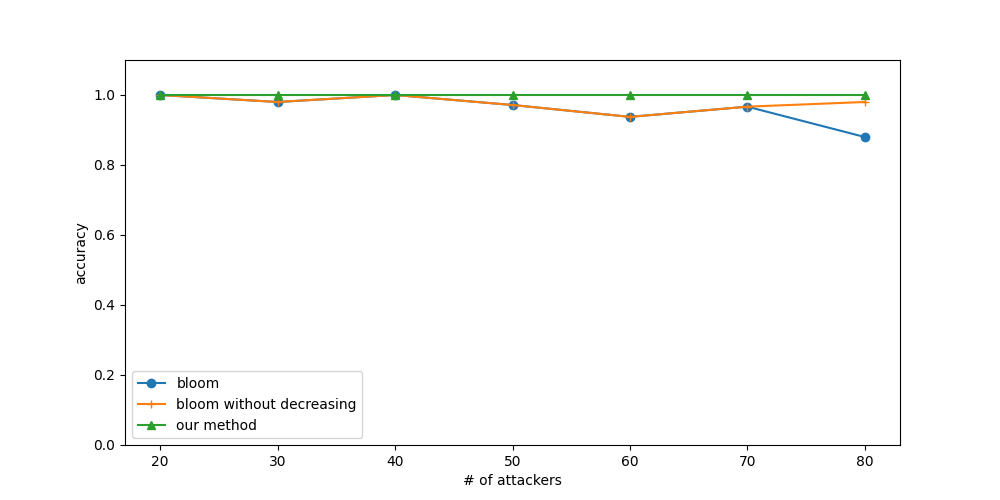 1.0
0.8
0.6
0.4
0.2
0.0
accuracy
bloom
bloom without decreasing
our method
20 30 40 50 60 70 80
# of attackers